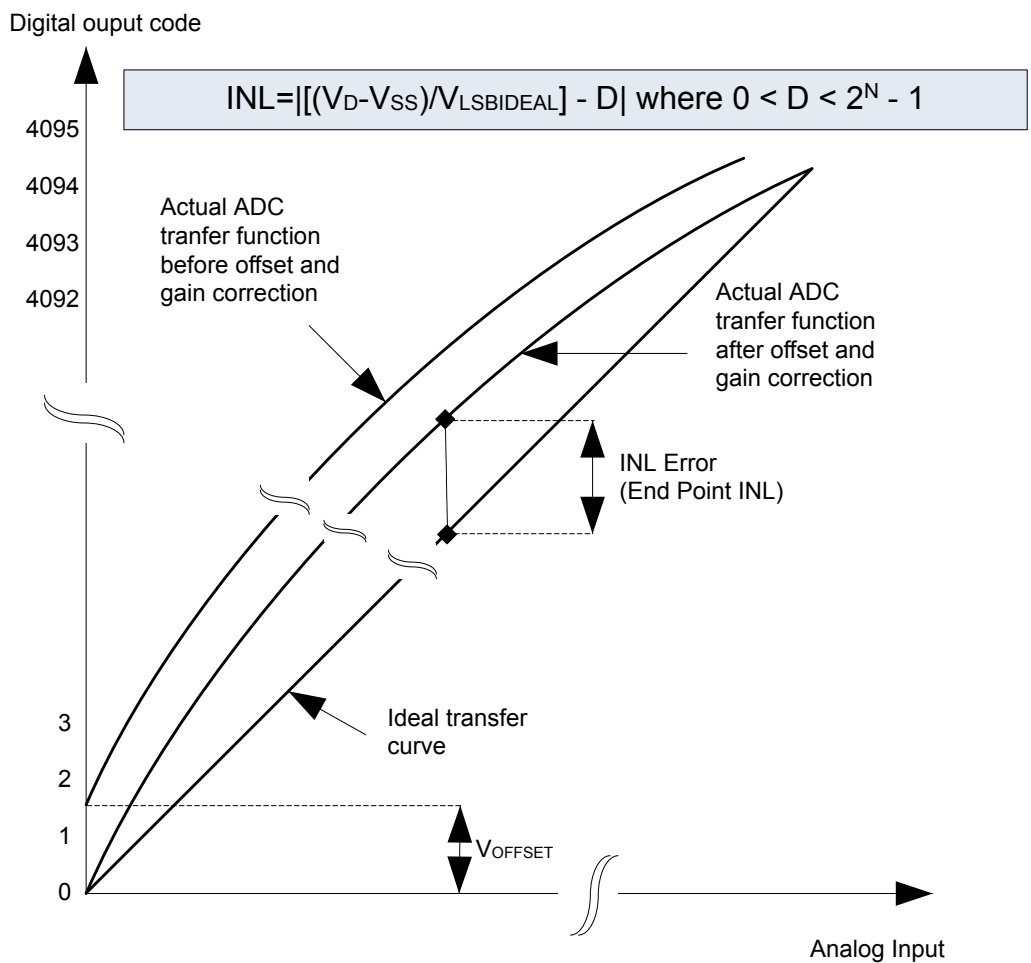 Digital ouput code
INL=|[(VD-VSS)/VLSBIDEAL] - D| where 0 < D < 2^N - 1
4095
4094
4093
4092
Actual ADC
tranfer function
before offset and
gain correction
Actual ADC
tranfer function
after offset and
gain correction
INL Error
(End Point INL)
Ideal transfer
curve
3
2
1
0
VOFFSET
Analog Input